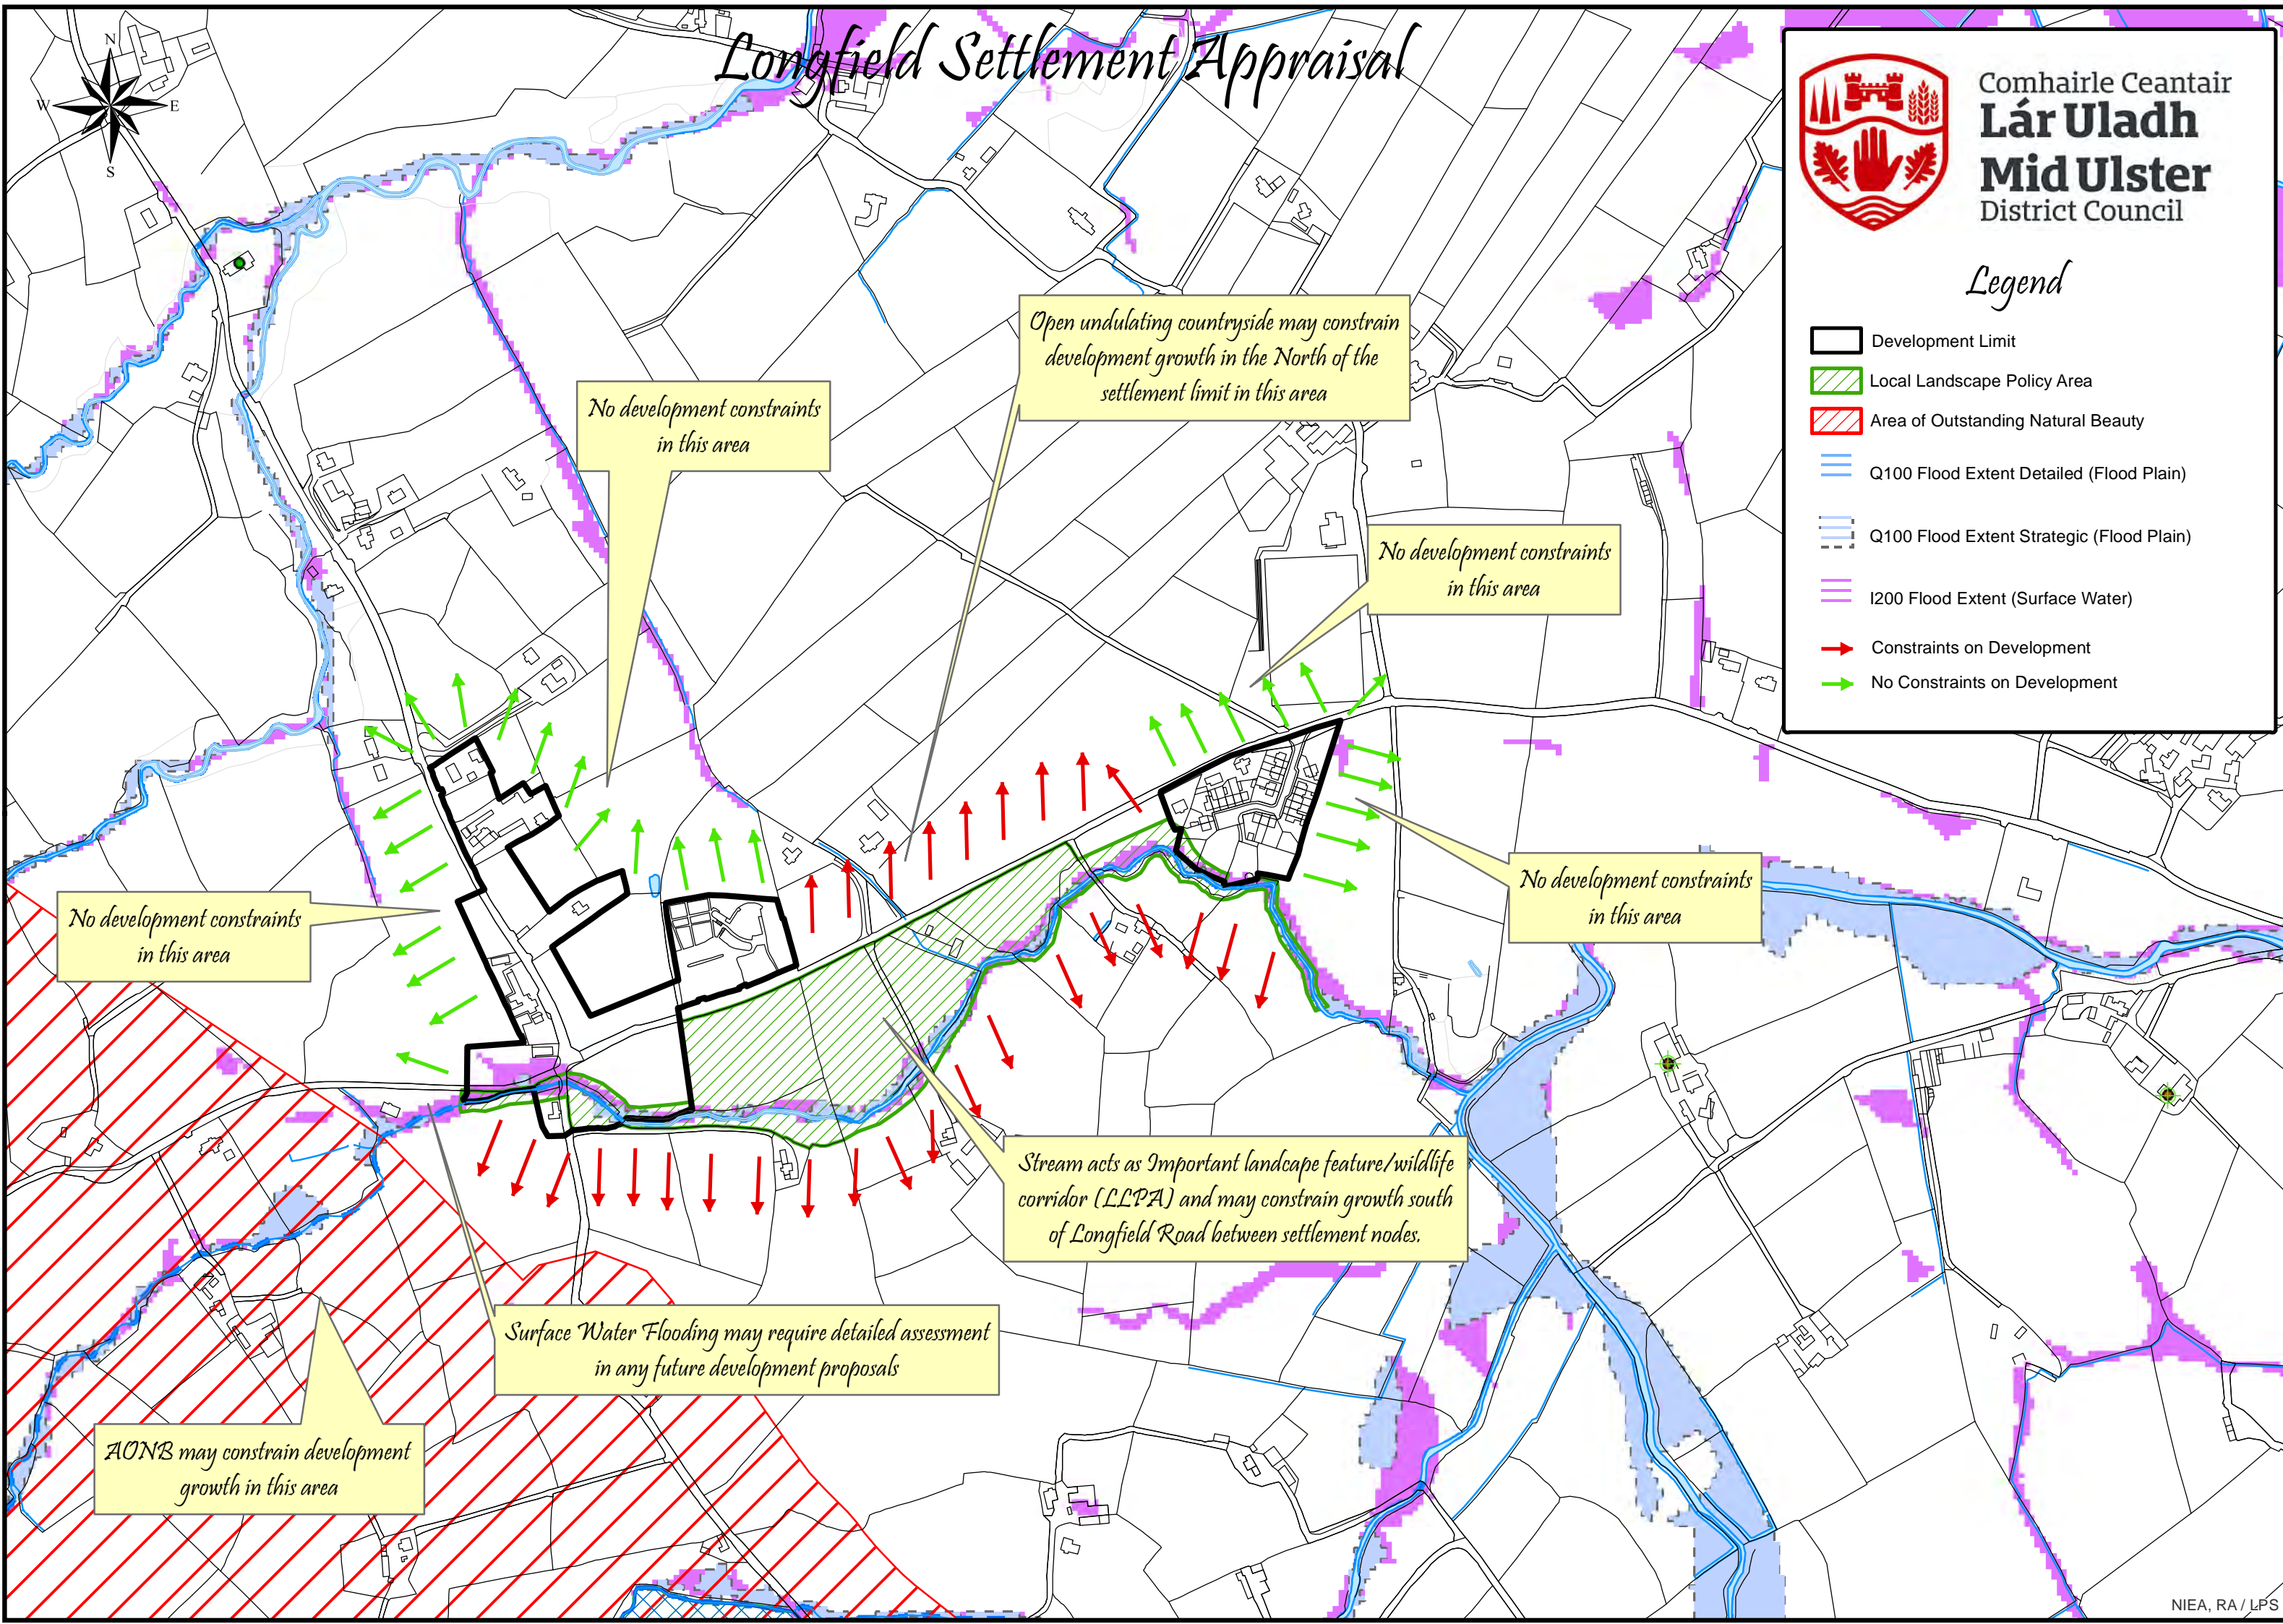 Longfield Settlement Appraisal
N
W
E
S
Comhairle Ceantair
Lár Uladh
Mid Ulster
District Council
Legend
Development Limit
Local Landscape Policy Area
Area of Outstanding Natural Beauty
Q100 Flood Extent Detailed (Flood Plain)
Q100 Flood Extent Strategic (Flood Plain)
I200 Flood Extent (Surface Water)
Constraints on Development
No Constraints on Development
Open undulating countryside may constrain
development growth in the North of the
settlement limit in this area
No development constraints
in this area
No development constraints
in this area
No development constraints
in this area
No development constraints
in this area
Stream acts as Important landcape feature/wildlife
corridor (LLPA) and may constrain growth south
of Longfield Road between settlement nodes.
Surface Water Flooding may require detailed assessment
in any future development proposals
AONB may constrain development
growth in this area
NIEA, RA / LPS